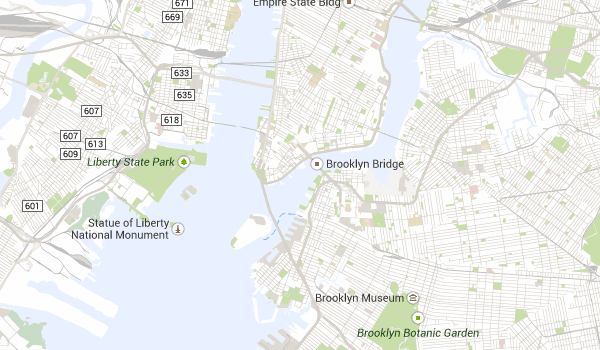 671
Empire State Bldg
669
633
635
607
618
607
613
609
Liberty State Park
Brooklyn Bridge
601
Statue of Liberty
National Monument
Brooklyn Museum
Brooklyn Botanic Garden